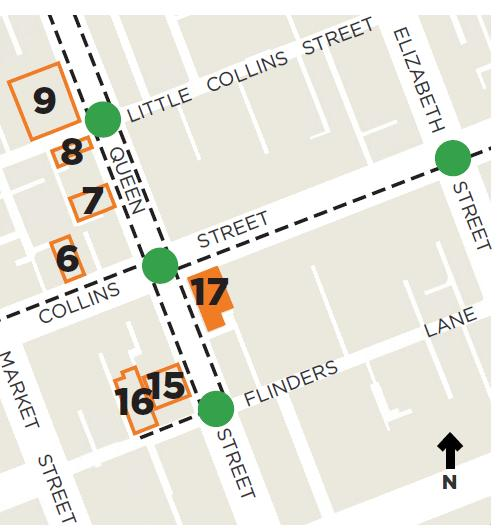 ELIZABETH
LITTLE COLLINS STREET
9
8
QUEEN
7
STREET
STREET
6
17
COLLINS
LANE
MARKET
15
16
FLINDERS
STREET
STREET
N